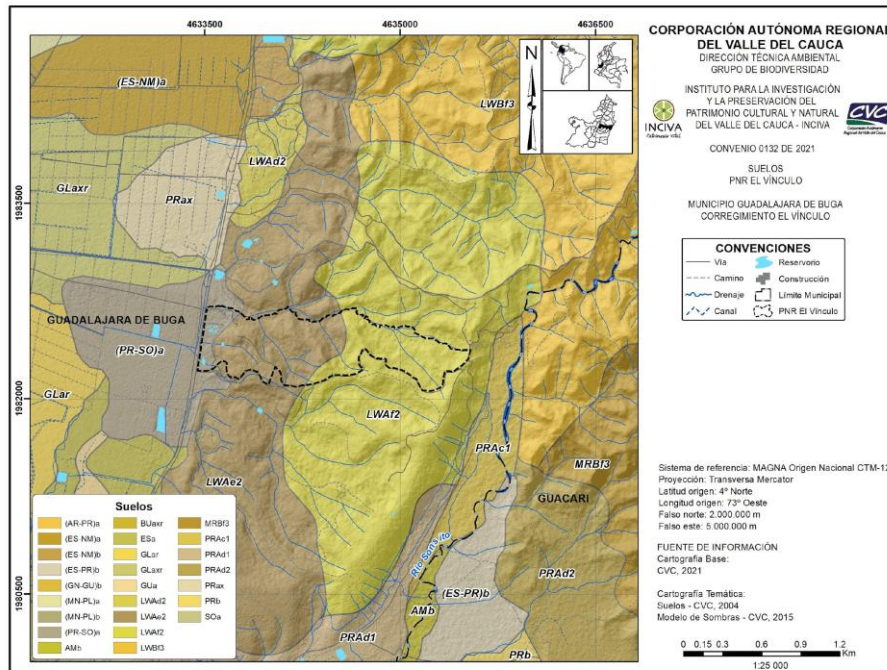 4633500
4635000
4636500
1983500
1982000
1980500
(ES-NM)a
LWBf3
LWAd2
GLaxr
PRax
GUADALAJARA DE BUGA
(PR-SO)a
GLar
LWAf2
LWAe2
PRAc1
MRBf3
GUACARI
Río Sonsito
PRAd2
(ES-PR)b
AMb
PRAd1
PRb
N
Suelos
(AR-PR)a
(ES-NM)a
(ES-NM)b
(ES-PR)b
(GN-GU)b
(MN-PL)a
(MN-PL)b
(PR-SO)a
AMb
BUaxr
ESa
GLar
GLaxr
GUa
LWAd2
LWAe2
LWAf2
LWBf3
MRBf3
PRAc1
PRAd1
PRAd2
PRax
PRb
SOa
CORPORACIÓN AUTÓNOMA REGIONAL
DEL VALLE DEL CAUCA
DIRECCIÓN TÉCNICA AMBIENTAL
GRUPO DE BIODIVERSIDAD
INSTITUTO PARA LA INVESTIGACIÓN
Y LA PRESERVACIÓN DEL
PATRIMONIO CULTURAL Y NATURAL
DEL VALLE DEL CAUCA - INCIVA
INCIVA
CVC
CONVENIO 0132 DE 2021
SUELOS
PNR EL VÍNCULO
MUNICIPIO GUADALAJARA DE BUGA
CORREGIMIENTO EL VÍNCULO
CONVENCIONES
Vía
Camino
Drenaje
Canal
Reservorio
Construcción
Límite Municipal
PNR El Vínculo
Sistema de referencia: MAGNA Origen Nacional CTM-12
Proyección: Transversa Mercator
Latitud origen: 4º Norte
Longitud origen: 73º Oeste
Falso norte: 2.000.000 m
Falso este: 5.000.000 m
FUENTE DE INFORMACIÓN
Cartografía Base:
CVC, 2021
Cartografía Temática:
Suelos - CVC, 2004
Modelo de Sombras - CVC, 2015
0 0.15 0.3 0.6 0.9 1.2
Km
1:25 000